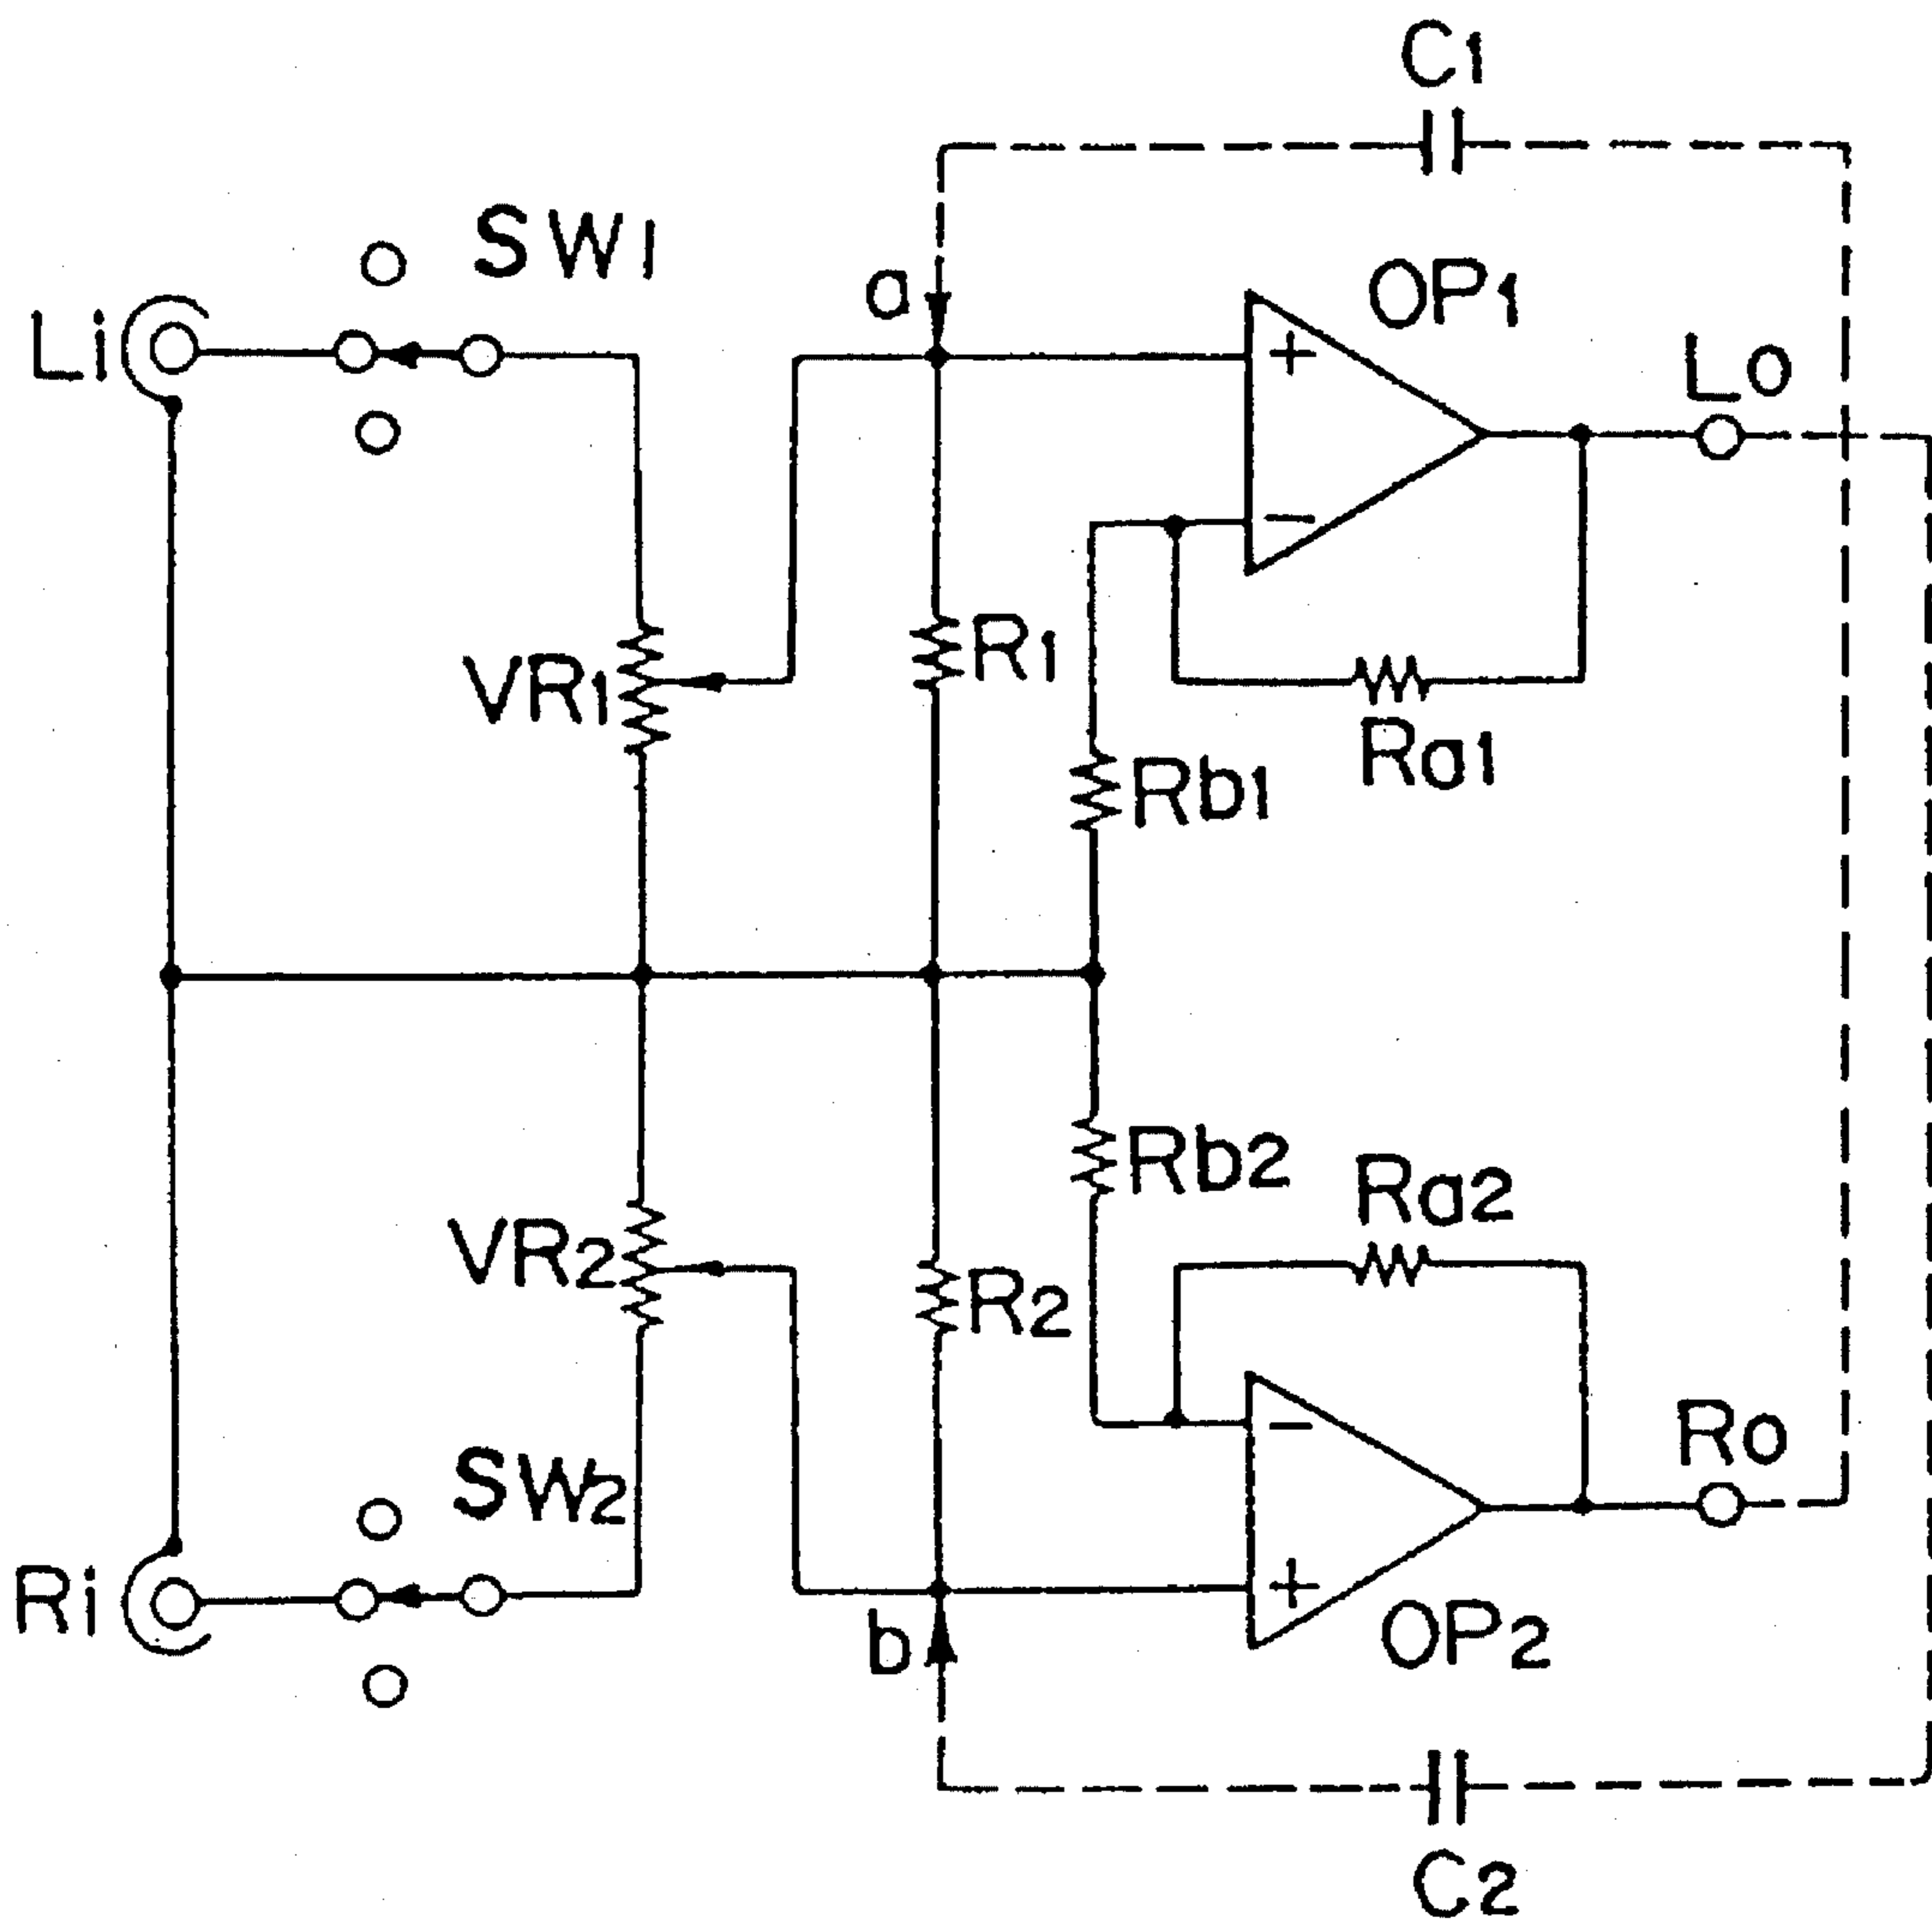 C1
SW1
a
OP1
Li
Lo
+
−
R1
VR1
Ra1
Rb1
Rb2
Ra2
VR2
R2
−
Ro
SW2
Ri
+
b
OP2
C2